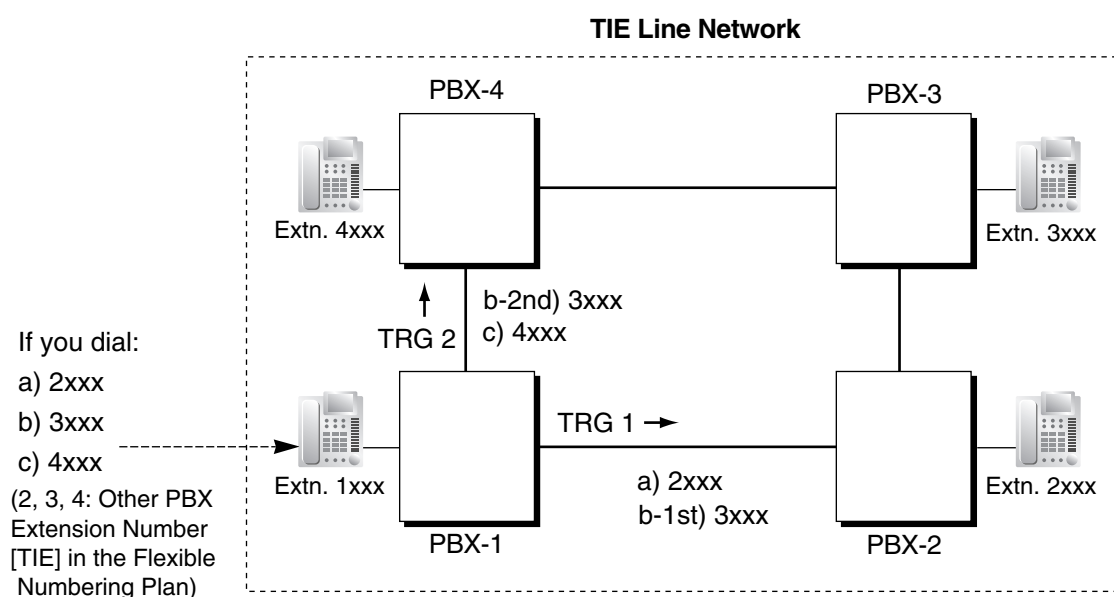 TIE Line Network
PBX-4
PBX-3
Extn. 4xxx
Extn. 3xxx
b-2nd) 3xxx
TRG 2
c) 4xxx
If you dial:
a) 2xxx
b) 3xxx
c) 4xxx
(2, 3, 4: Other PBX
Extension Number
[TIE] in the Flexible
Numbering Plan)
TRG 1
Extn. 1xxx
a) 2xxx
b-1st) 3xxx
Extn. 2xxx
PBX-1
PBX-2